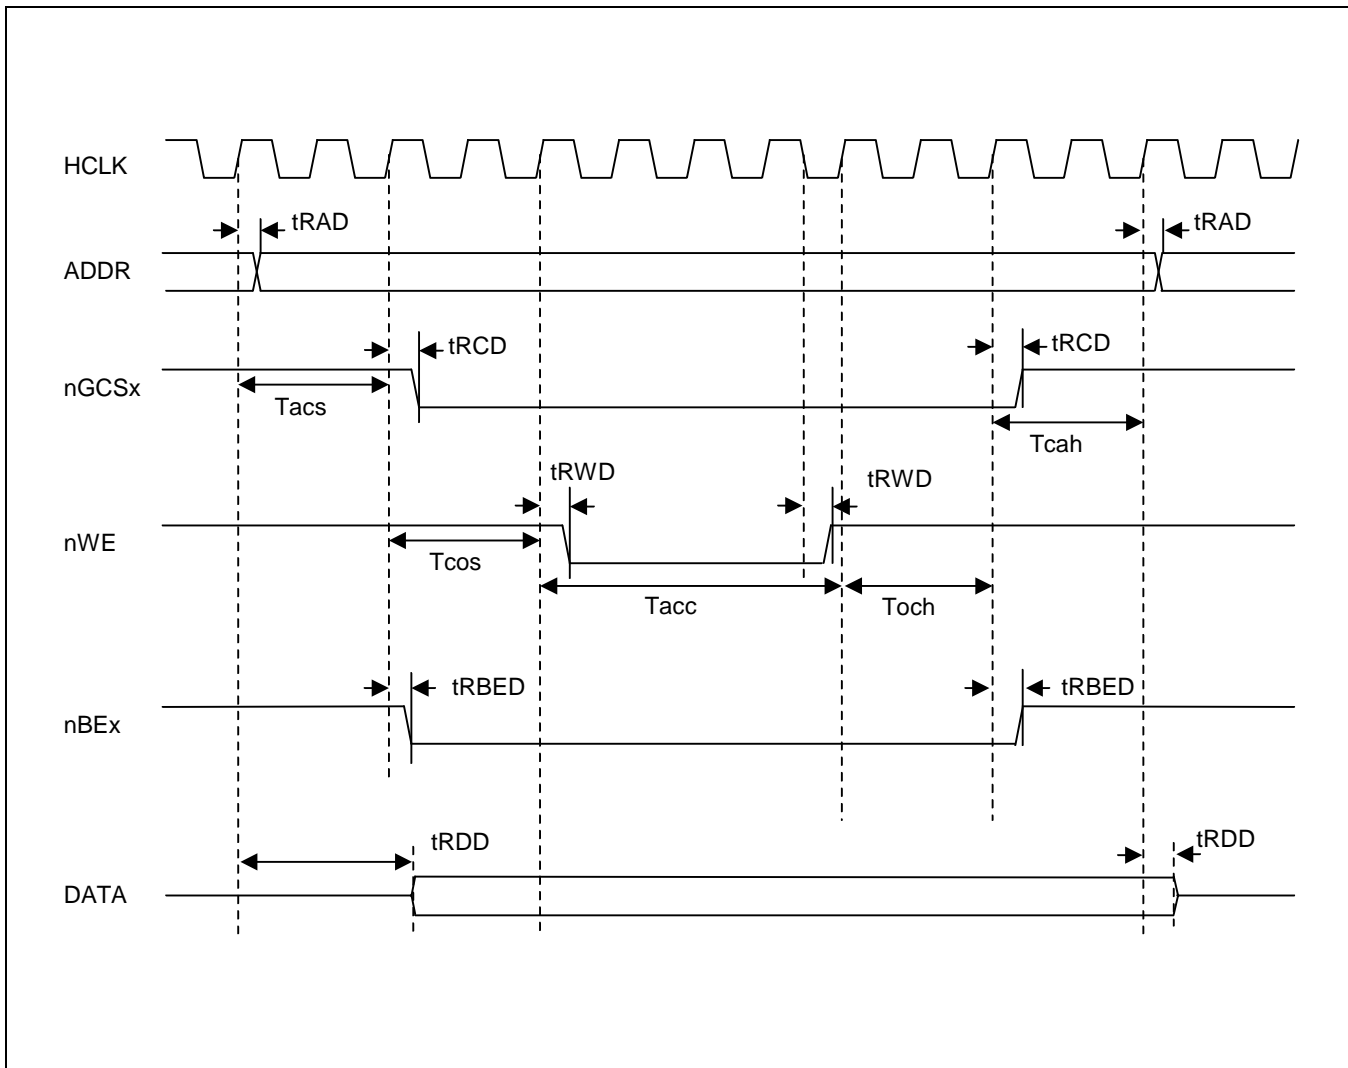 HCLK
tRAD
tRAD
ADDR
tRCD
tRCD
nGCSx
Tacs
Tcah
tRWD
tRWD
nWE
Tcos
Tacc
Toch
tRBED
tRBED
nBEx
tRDD
tRDD
DATA